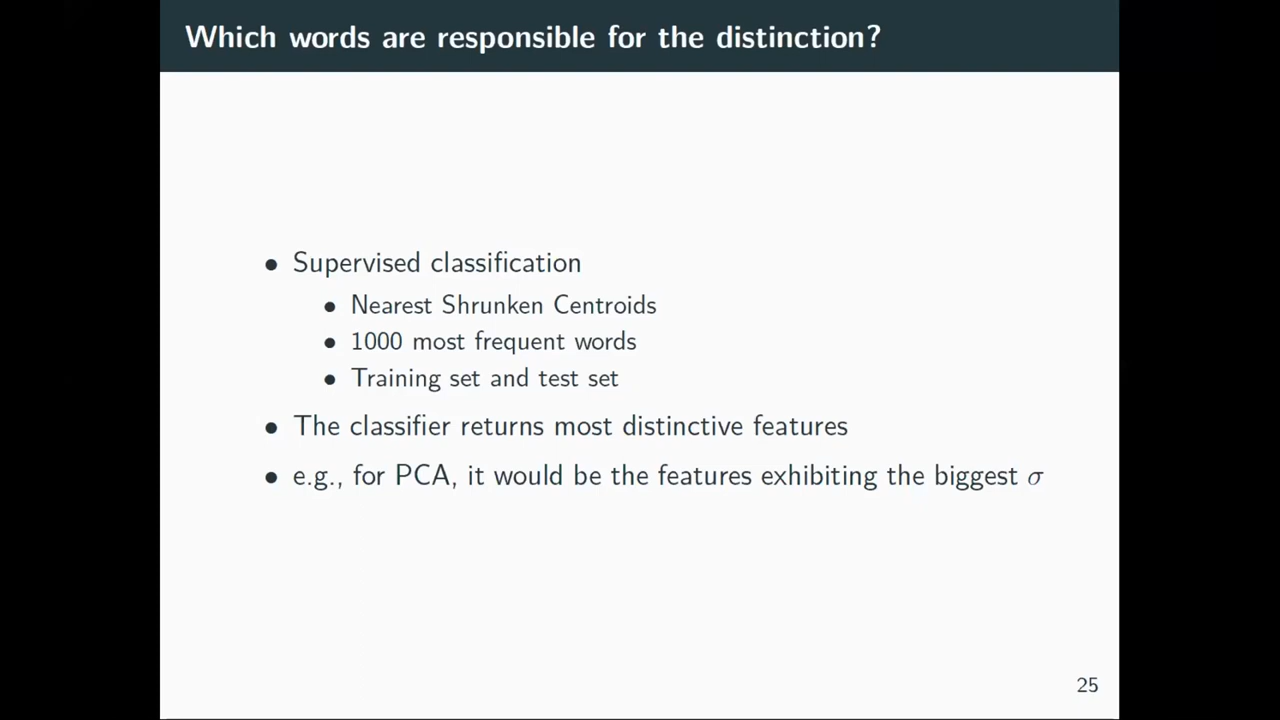 Which words are responsible for the distinction?
• Supervised classification
• Nearest Shrunken Centroids
• 1000 most frequent words
• Training set and test set
• The classifier returns most distinctive features
• e.g., for PCA, it would be the features exhibiting the biggest σ
25